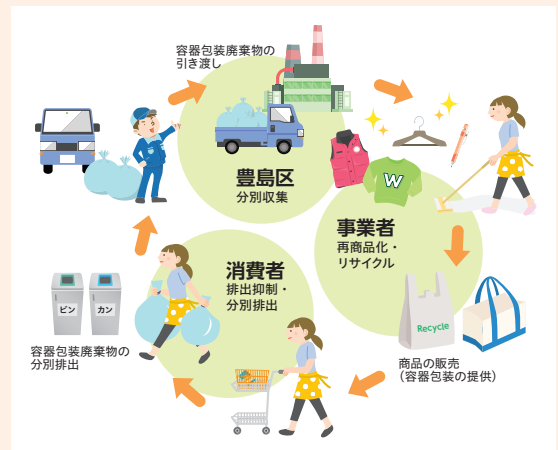 容器包装廃棄物の
引き渡し
豊島区
分別収集
W
事業者
再商品化・
リサイクル
消費者
排出抑制・
分別排出
ビン
カン
Recycle
容器包装廃棄物の
分別排出
商品の販売
（容器包装の提供）